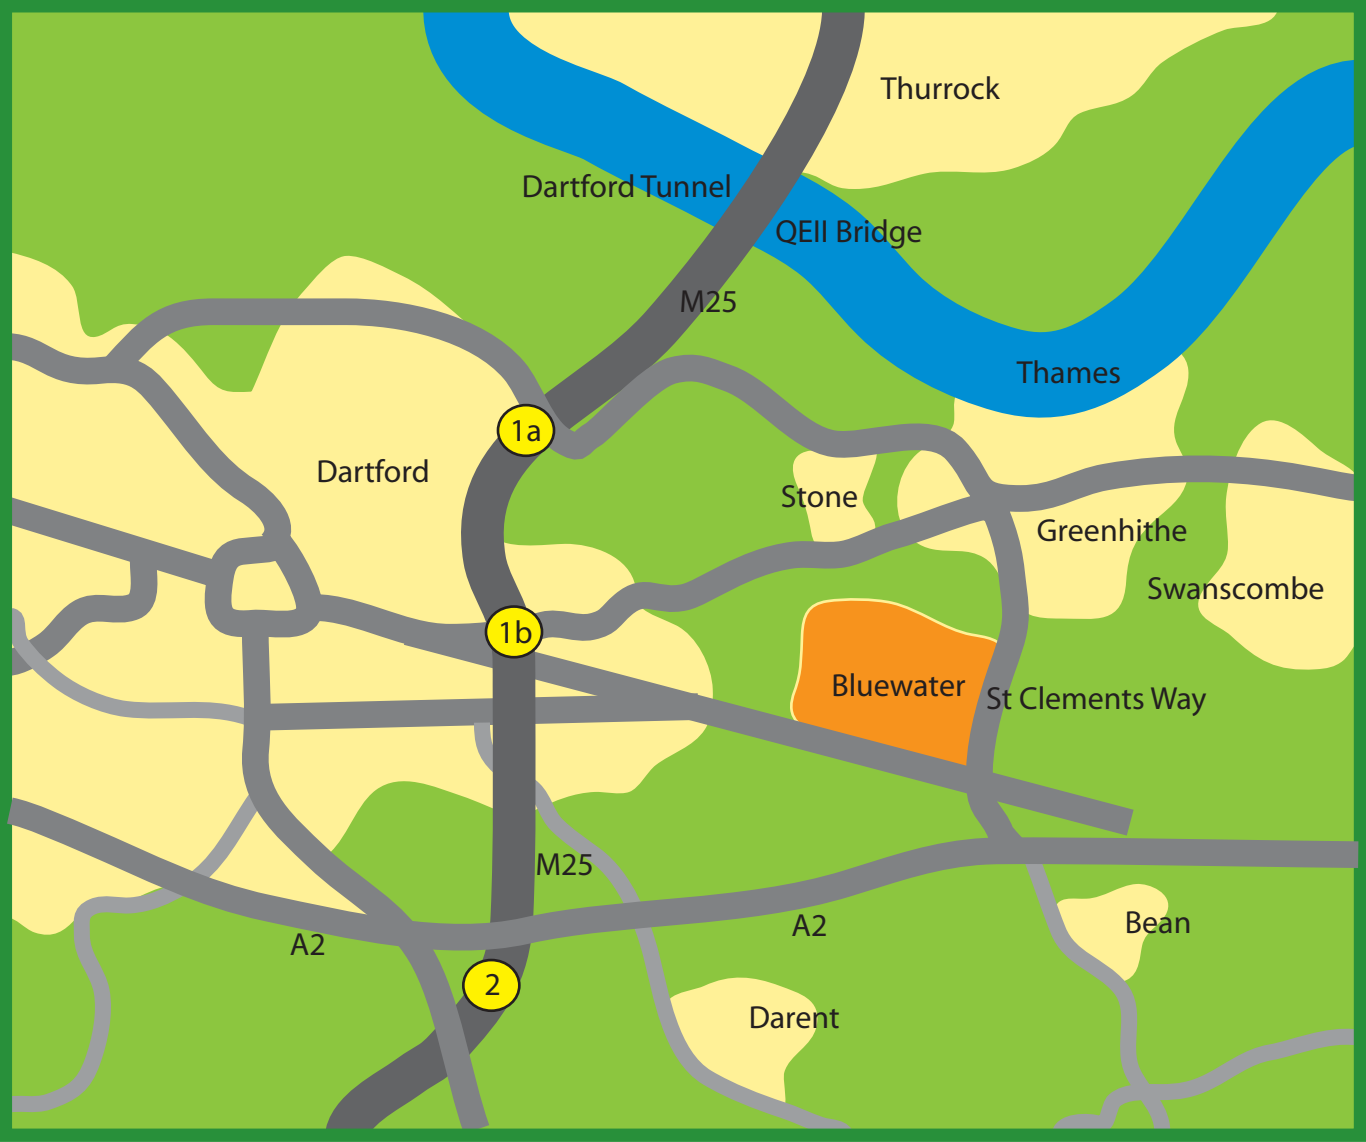 Thurrock
Dartford Tunnel
QEII Bridge
M25
Thames
1a
Dartford
Stone
Greenhithe
Swanscombe
1b
Bluewater
St Clements Way
M25
A2
A2
Bean
2
Darent